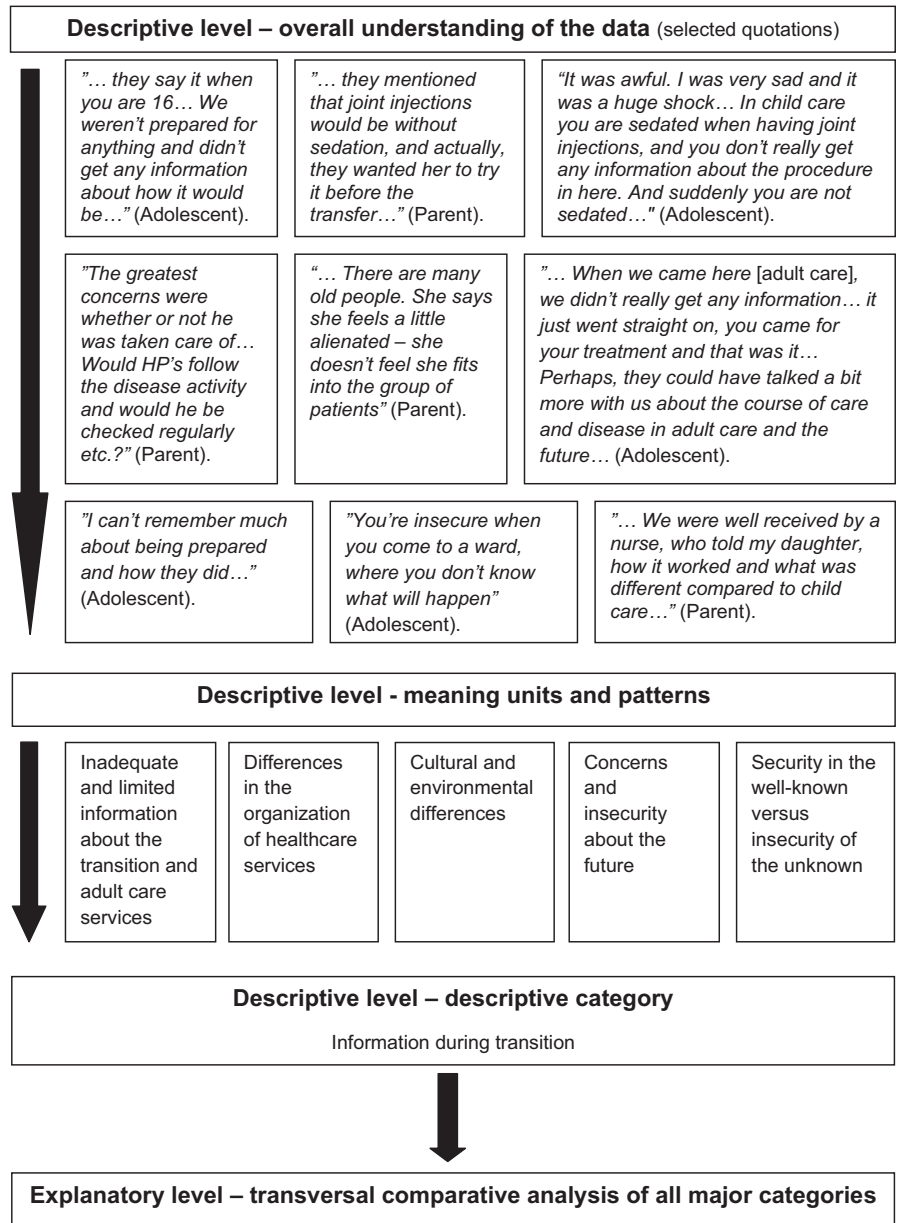 Descriptive level – overall understanding of the data (selected quotations)
”… they say it when
you are 16… We
weren’t prepared for
anything and didn’t
get any information
about how it would
be…” (Adolescent).
”… they mentioned
that joint injections
would be without
sedation, and actually,
they wanted her to try
it before the
transfer…” (Parent).
“It was awful. I was very sad and it
was a huge shock… In child care
you are sedated when having joint
injections, and you don’t really get
any information about the procedure
in here. And suddenly you are not
sedated…" (Adolescent).
”The greatest
concerns were
whether or not he
was taken care of…
Would HP’s follow
the disease activity
and would he be
checked regularly
etc.?” (Parent).
“… There are many
old people. She says
she feels a little
alienated – she
doesn’t feel she fits
into the group of
patients” (Parent).
”… When we came here [adult care],
we didn’t really get any information… it
just went straight on, you came for
your treatment and that was it…
Perhaps, they could have talked a bit
more with us about the course of care
and disease in adult care and the
future… (Adolescent).
”I can’t remember much
about being prepared
and how they did…”
(Adolescent).
”You’re insecure when
you come to a ward,
where you don’t know
what will happen”
(Adolescent).
”… We were well received by a
nurse, who told my daughter,
how it worked and what was
different compared to child
care…” (Parent).
Descriptive level - meaning units and patterns
Inadequate
and limited
information
about the
transition and
adult care
services
Differences
in the
organization
of healthcare
services
Cultural and
environmental
differences
Concerns
and
insecurity
about the
future
Security in the
well-known
versus
insecurity of
the unknown
Descriptive level – descriptive category
Information during transition
Explanatory level – transversal comparative analysis of all major categories